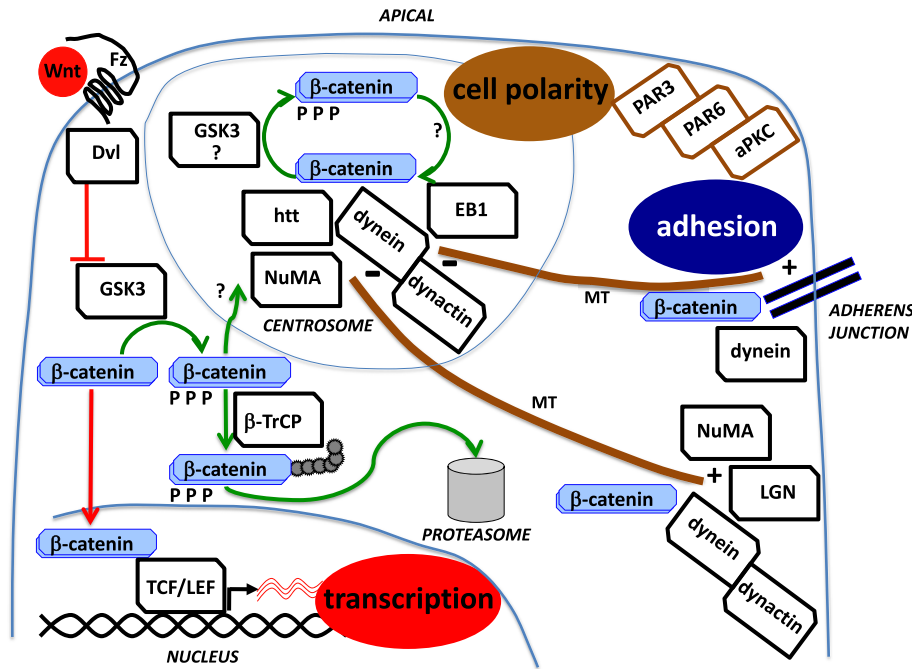 APICAL
Wnt
Fz
β-catenin
P P P
cell polarity
PAR3
PAR6
aPKC
GSK3
?
?
Dvl
β-catenin
htt
dynein
EB1
adhesion
-
-
+
GSK3
?
NuMA
dynactin
MT
β-catenin
ADHERENS
JUNCTION
CENTROSOME
dynein
β-catenin
β-catenin
P P P
MT
β-TrCP
NuMA
β-catenin
P P P
+
LGN
β-catenin
PROTEASOME
dynein
β-catenin
dynactin
TCF/LEF
transcription
NUCLEUS